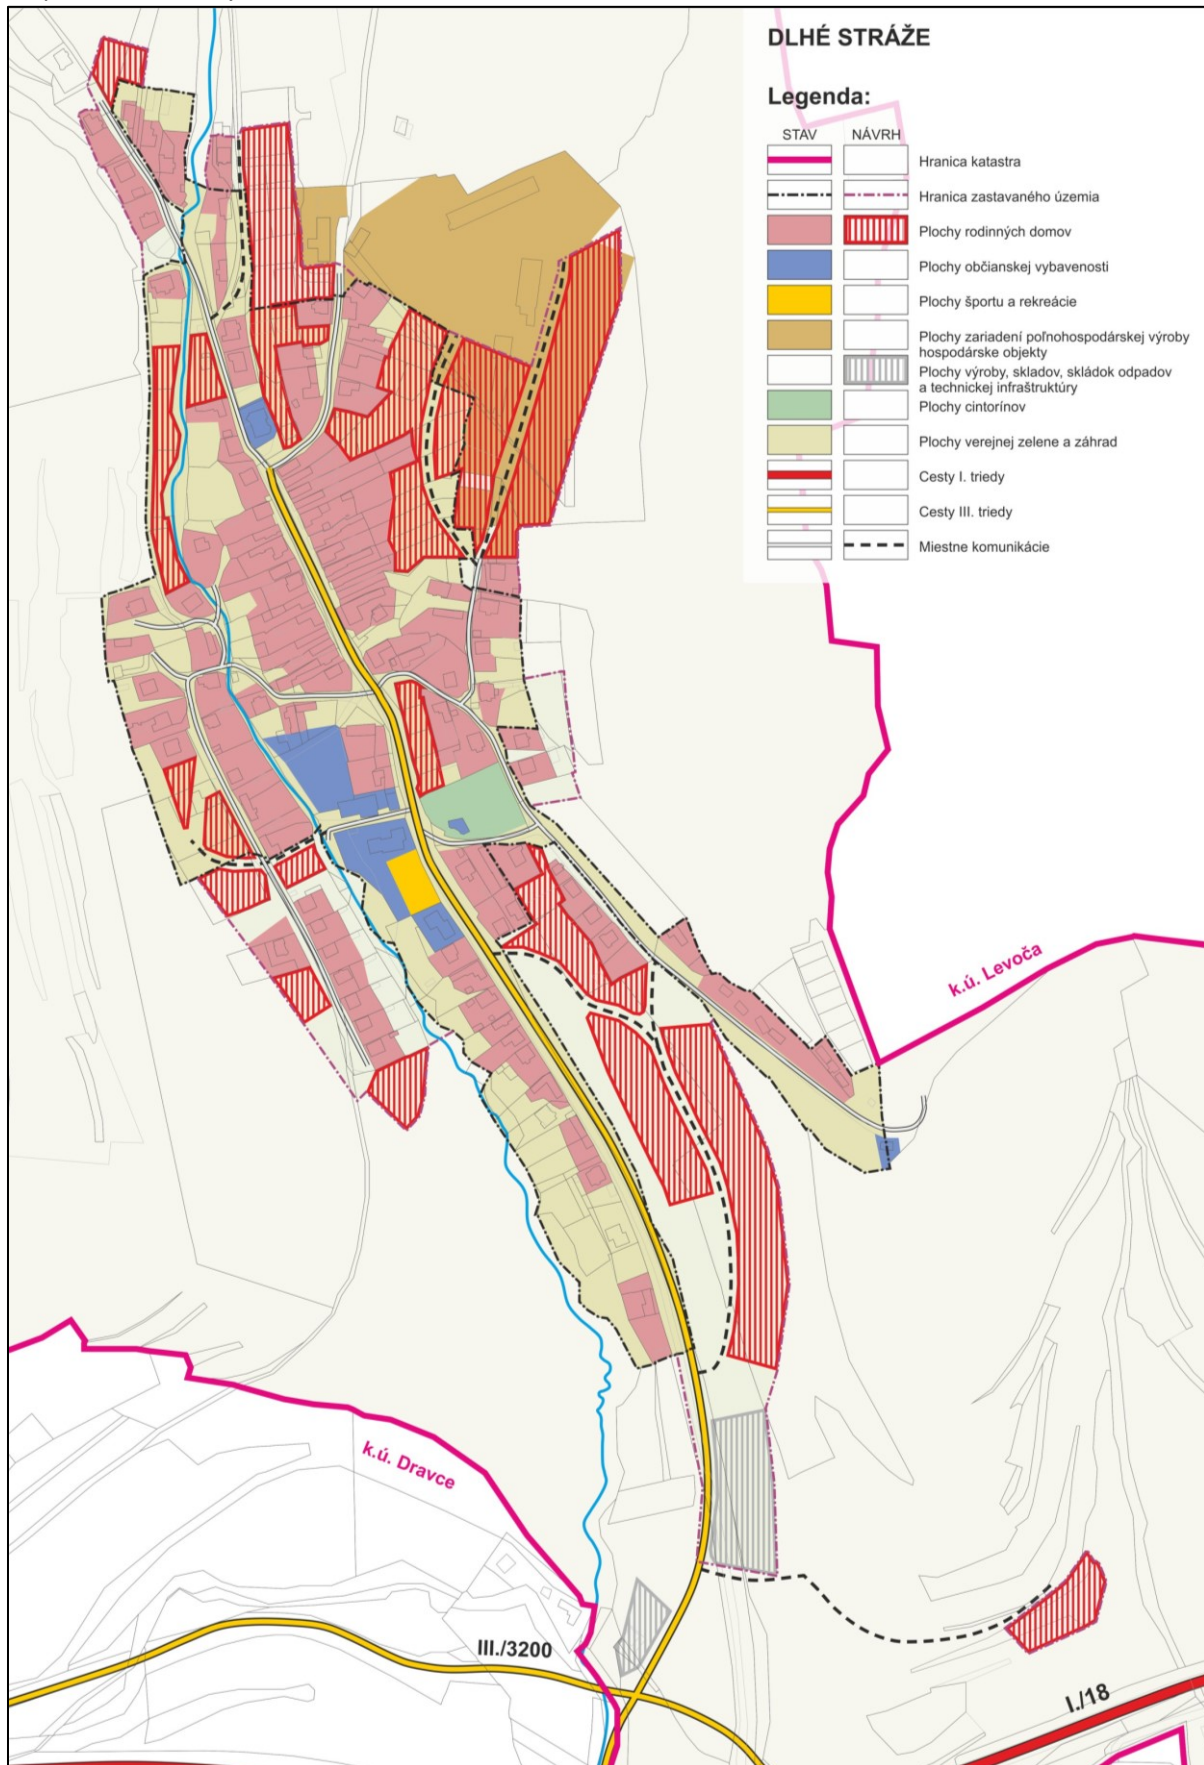 DLHÉ STRÁŽE
Legenda:
STAV NÁVRH
Hranica katastra
Hranica zastavaného územia
Plochy rodinných domov
Plochy občianskej vybavenosti
Plochy športu a rekreácie
Plochy zariadení poľnohospodárskej výroby
hospodárske objekty
Plochy výroby, skladov, skládok odpadov
a technickej infraštruktúry
Plochy cintorínov
Plochy verejnej zelene a záhrad
Cesty I. triedy
Cesty III. triedy
Miestne komunikácie
k.ú. Levoča
k.ú. Dravce
III./3200
I./18